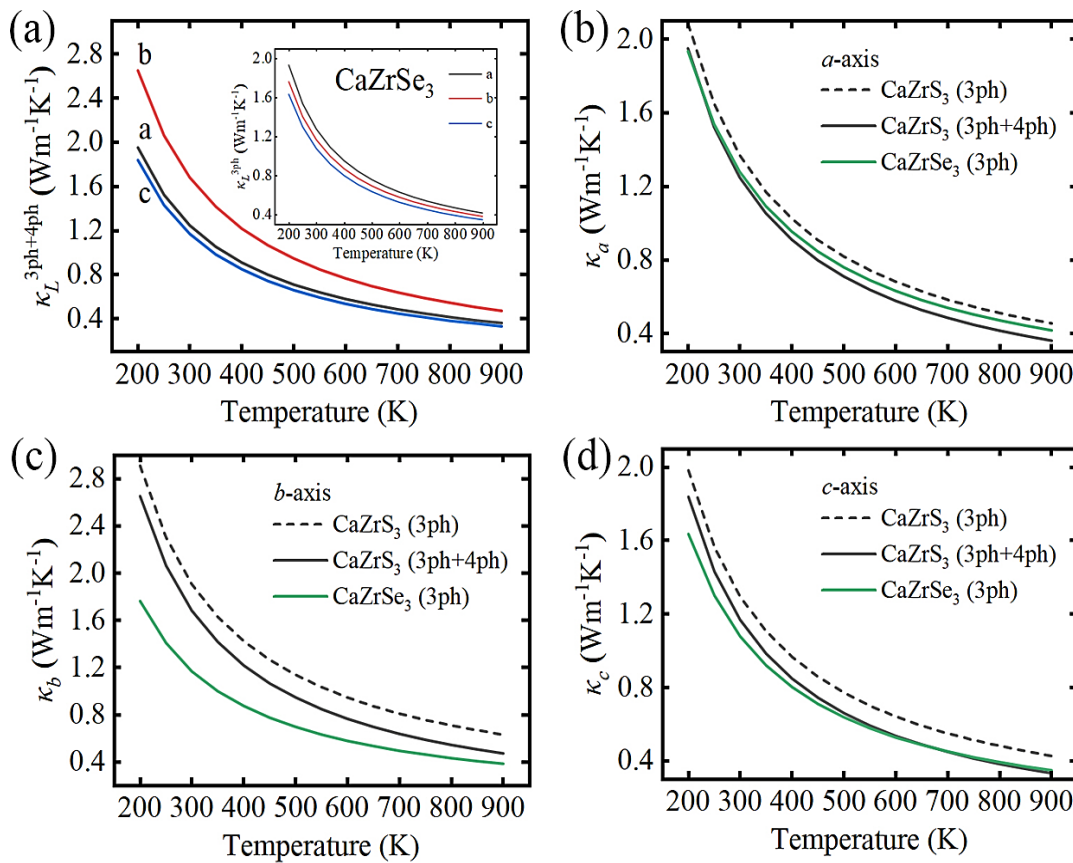 (a)
κL3ph+4ph (Wm-1K-1)
2.8
2.4
2.0
1.6
1.2
0.8
0.4
b
a
c
CaZrSe3
a
b
c
κL3ph (Wm-1K-1)
2.0
1.6
1.2
0.8
0.4
200 300 400 500 600 700 800 900
Temperature (K)
200 300 400 500 600 700 800 900
Temperature (K)
(b)
κa (Wm-1K-1)
2.0
1.6
1.2
0.8
0.4
a-axis
CaZrS3 (3ph)
CaZrS3 (3ph+4ph)
CaZrSe3 (3ph)
200 300 400 500 600 700 800 900
Temperature (K)
(c)
κb (Wm-1K-1)
2.8
2.4
2.0
1.6
1.2
0.8
0.4
b-axis
CaZrS3 (3ph)
CaZrS3 (3ph+4ph)
CaZrSe3 (3ph)
200 300 400 500 600 700 800 900
Temperature (K)
(d)
κc (Wm-1K-1)
2.0
1.6
1.2
0.8
0.4
c-axis
CaZrS3 (3ph)
CaZrS3 (3ph+4ph)
CaZrSe3 (3ph)
200 300 400 500 600 700 800 900
Temperature (K)